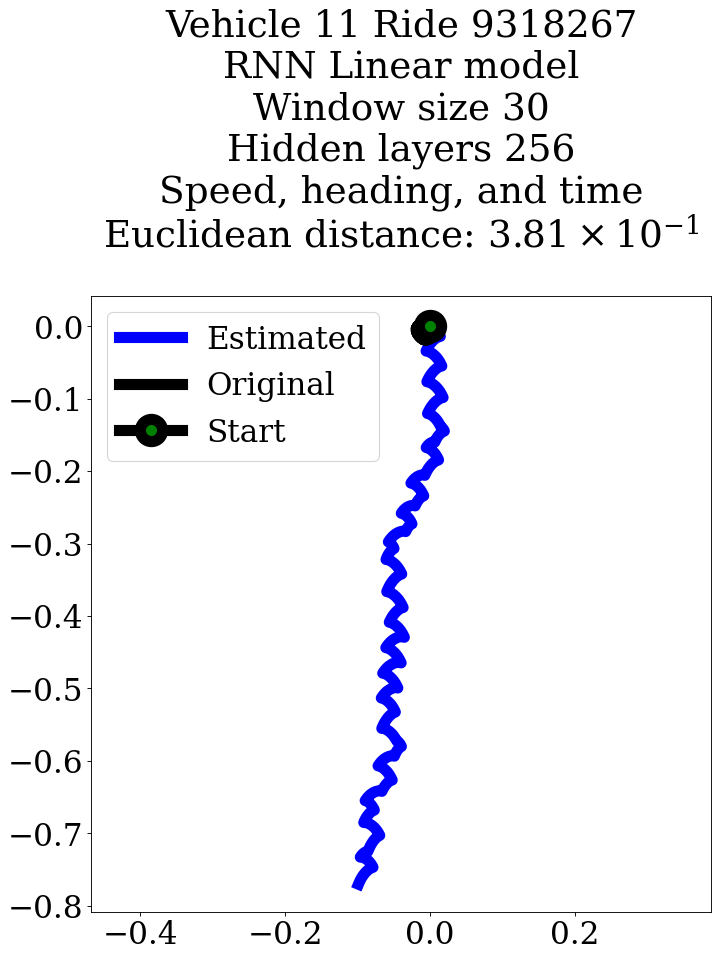 Vehicle 11 Ride 9318267
RNN Linear model
Window size 30
Hidden layers 256
Speed, heading, and time
Euclidean distance: 3.81 × 10⁻¹
Estimated
Original
Start
0.0
−0.1
−0.2
−0.3
−0.4
−0.5
−0.6
−0.7
−0.8
−0.4 −0.2 0.0 0.2